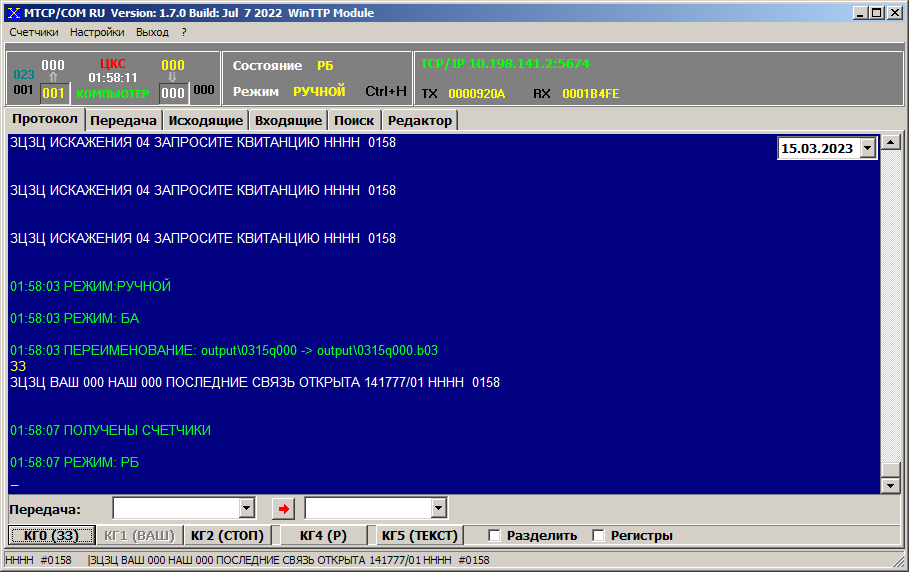 MTCP/COM RU Version: 1.7.0 Build: Jul 7 2022 WinTTP Module
Счетчики Настройки Выход ?
000 ЦКС 000
023 01:58:11
001 001 КОМПЬЮТЕР 000 000
Состояние РБ
Режим РУЧНОЙ Ctrl+H
TCP/IP 10.198.141.2:5674
TX 0000920A RX 0001B4FE
Протокол Передача Исходящие Входящие Поиск Редактор
15.03.2023
ЗЦЗЦ ИСКАЖЕНИЯ 04 ЗАПРОСИТЕ КВИТАНЦИЮ НННН 0158
ЗЦЗЦ ИСКАЖЕНИЯ 04 ЗАПРОСИТЕ КВИТАНЦИЮ НННН 0158
ЗЦЗЦ ИСКАЖЕНИЯ 04 ЗАПРОСИТЕ КВИТАНЦИЮ НННН 0158
01:58:03 РЕЖИМ:РУЧНОЙ
01:58:03 РЕЖИМ: БА
01:58:03 ПЕРЕИМЕНОВАНИЕ: output\0315q000 -> output\0315q000.b03
ЗЗ
ЗЦЗЦ ВАШ 000 НАШ 000 ПОСЛЕДНИЕ СВЯЗЬ ОТКРЫТА 141777/01 НННН 0158
01:58:07 ПОЛУЧЕНЫ СЧЕТЧИКИ
01:58:07 РЕЖИМ: РБ
_
Передача:
КГ0 (ЗЗ) КГ1 (ВАШ) КГ2 (СТОП) КГ4 (Р) КГ5 (ТЕКСТ) Разделить Регистры
НННН #0158 |ЗЦЗЦ ВАШ 000 НАШ 000 ПОСЛЕДНИЕ СВЯЗЬ ОТКРЫТА 141777/01 НННН #0158